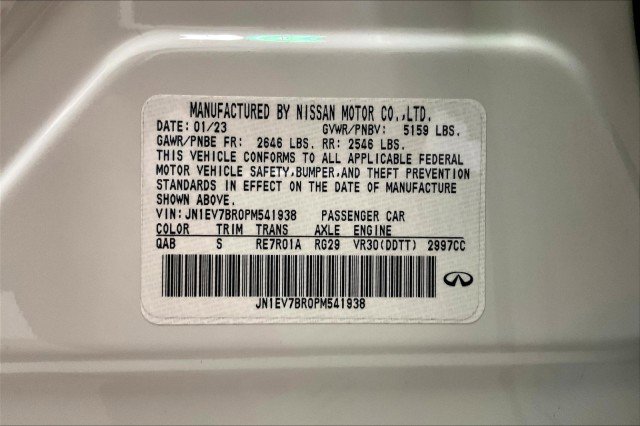 MANUFACTURED BY NISSAN MOTOR CO.,LTD.
DATE: 01/23 GVWR/PNBV: 5159 LBS.
GAWR/PNBE FR: 2646 LBS. RR: 2546 LBS.
THIS VEHICLE CONFORMS TO ALL APPLICABLE FEDERAL
MOTOR VEHICLE SAFETY,BUMPER,AND THEFT PREVENTION
STANDARDS IN EFFECT ON THE DATE OF MANUFACTURE
SHOWN ABOVE.
VIN: JN1EV7BR0PM541938 PASSENGER CAR
COLOR TRIM TRANS AXLE ENGINE
QAB S RE7R01A RG29 VR30(DDTT) 2997CC
JN1EV7BR0PM541938